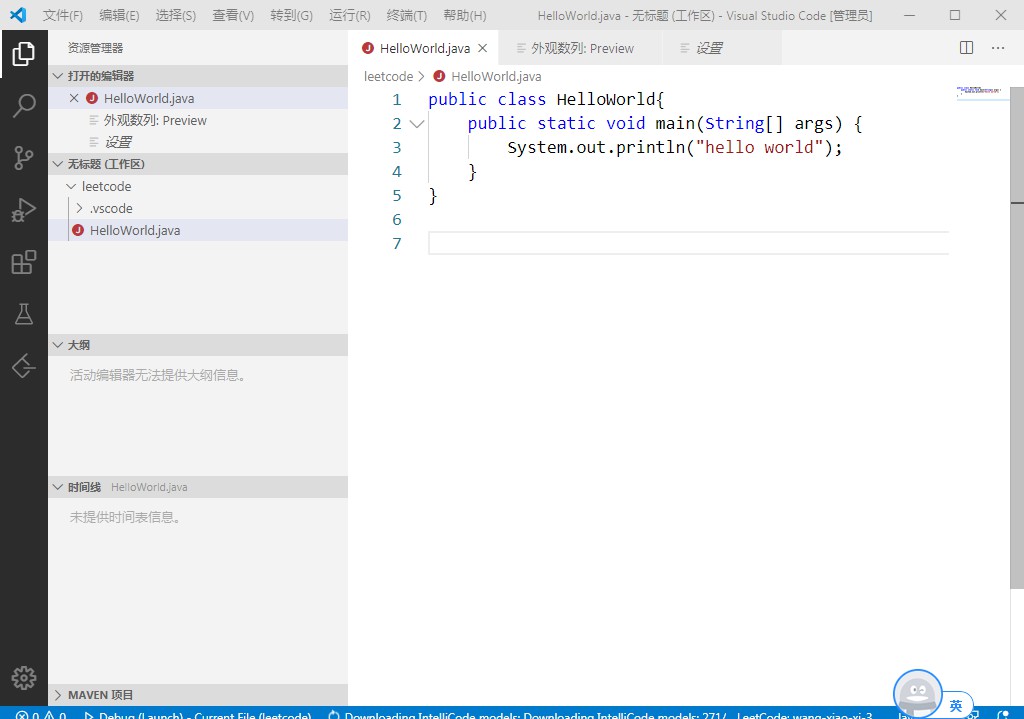 文件(F) 编辑(E) 选择(S) 查看(V) 转到(G) 运行(R) 终端(T) 帮助(H) HelloWorld.java - 无标题 (工作区) - Visual Studio Code [管理员]
资源管理器
打开的编辑器
HelloWorld.java
外观数列: Preview
设置
无标题 (工作区)
leetcode
.vscode
HelloWorld.java
大纲
活动编辑器无法提供大纲信息。
时间线 HelloWorld.java
未提供时间表信息。
MAVEN 项目
HelloWorld.java 外观数列: Preview 设置
leetcode HelloWorld.java
1 public class HelloWorld{
2 public static void main(String[] args) {
3 System.out.println("hello world");
4 }
5 }
6
7
英
0 0 Debug (Launch) - Current File (leetcode) Downloading IntelliCode models: Downloading IntelliCode models: 271/ LeetCode: wang-xiao-xi-3